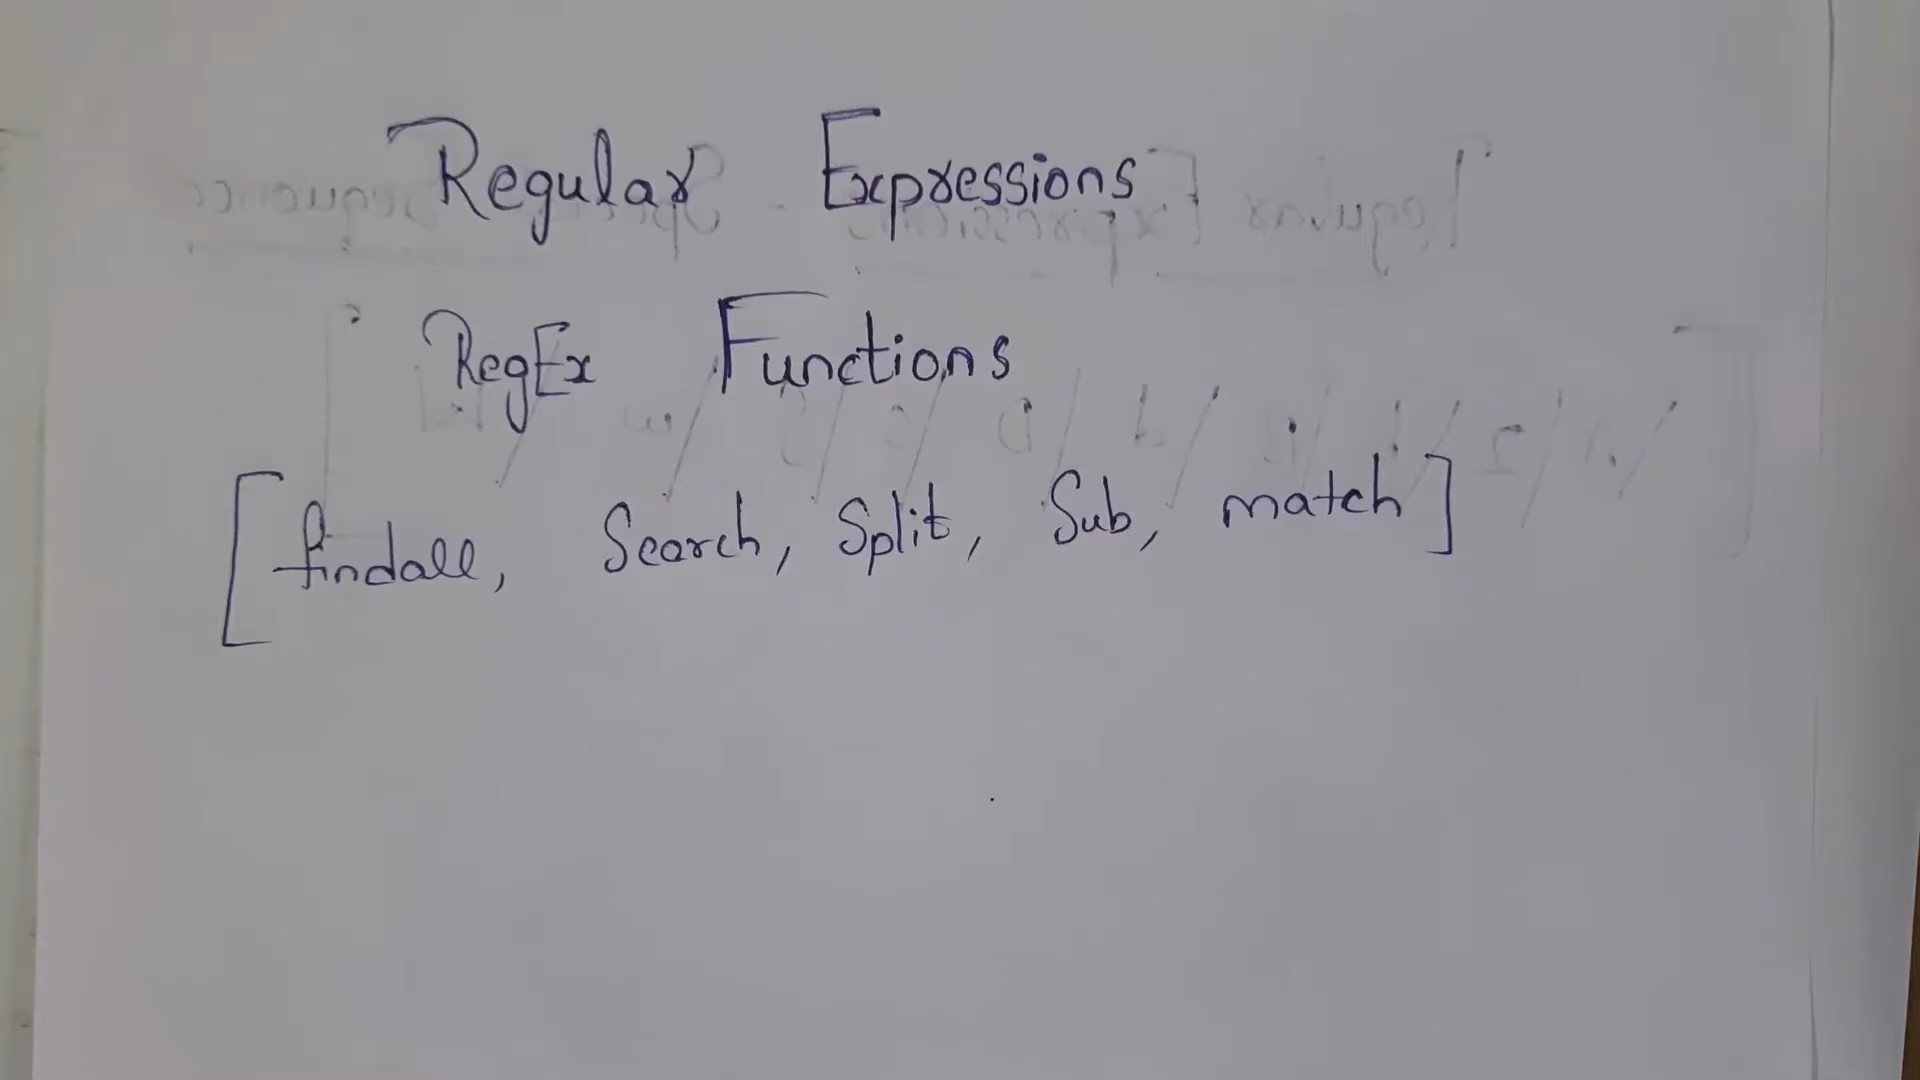 Regular Expressions
RegEx Functions
[findall, Search, Split, Sub, match]